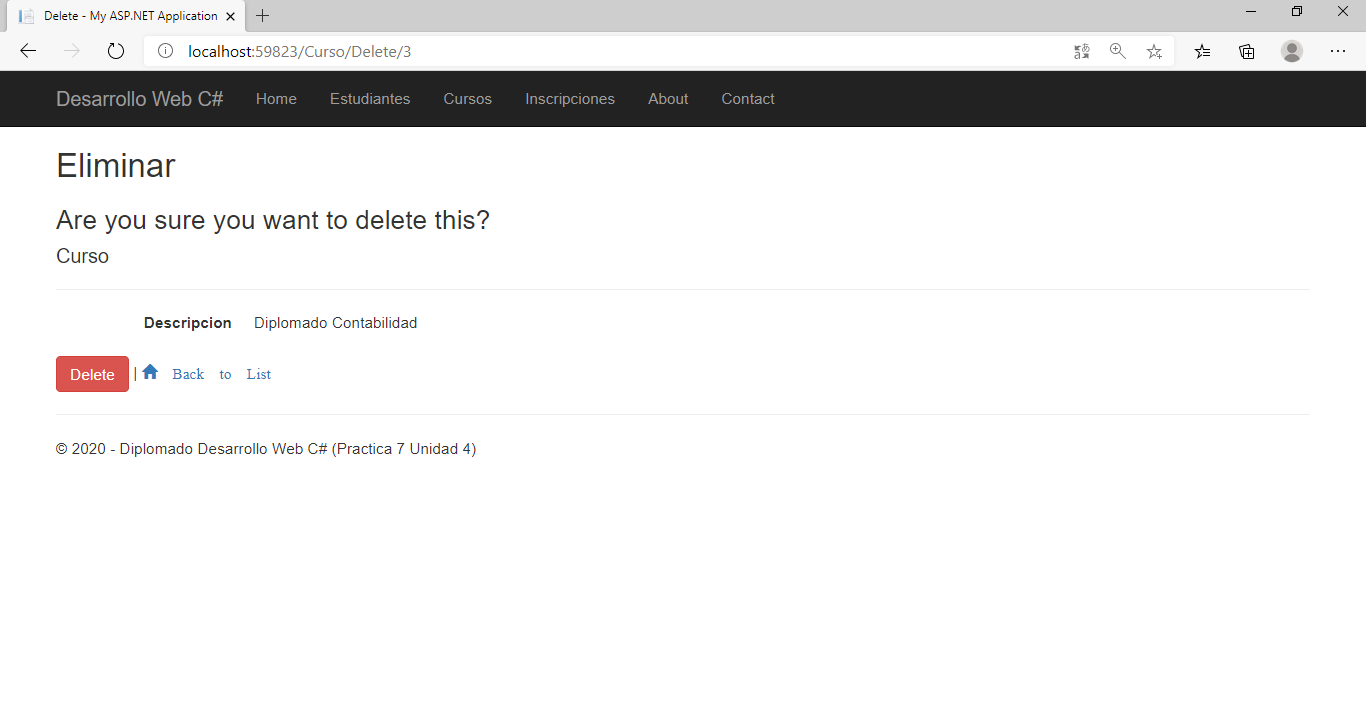 Delete - My ASP.NET Application
localhost:59823/Curso/Delete/3
Desarrollo Web C# Home Estudiantes Cursos Inscripciones About Contact
Eliminar
Are you sure you want to delete this?
Curso
Descripcion Diplomado Contabilidad
Delete | Back to List
© 2020 - Diplomado Desarrollo Web C# (Practica 7 Unidad 4)